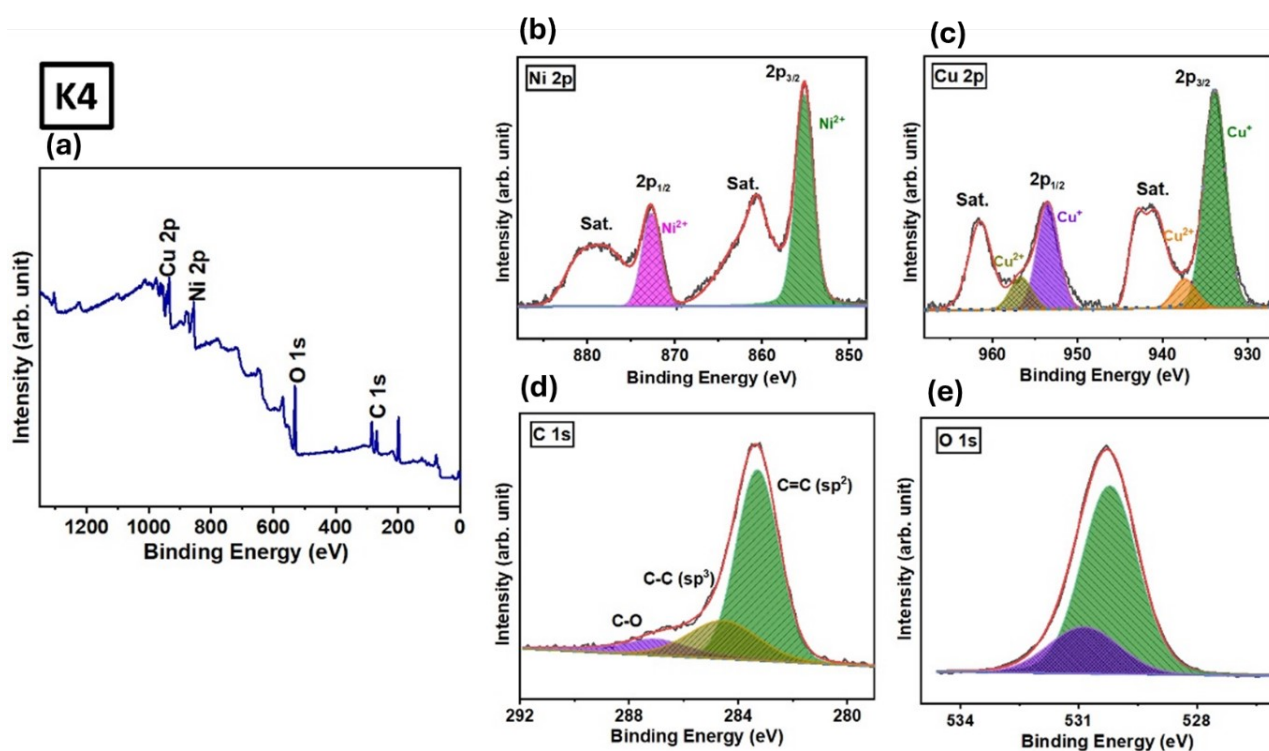 K4
(a)
Cu 2p
Ni 2p
O 1s
C 1s
Intensity (arb. unit)
1200 1000 800 600 400 200 0
Binding Energy (eV)
(b)
Ni 2p
2p3/2
Ni2+
Sat.
2p1/2
Ni2+
Sat.
Intensity (arb. unit)
880 870 860 850
Binding Energy (eV)
(c)
Cu 2p
2p3/2
Cu+
Sat.
Cu2+
2p1/2
Cu+
Sat.
Cu2+
Intensity (arb. unit)
960 950 940 930
Binding Energy (eV)
(d)
C 1s
C=C (sp2)
C-C (sp3)
C-O
Intensity (arb. unit)
292 288 284 280
Binding Energy (eV)
(e)
O 1s
Intensity (arb. unit)
534 531 528
Binding Energy (eV)